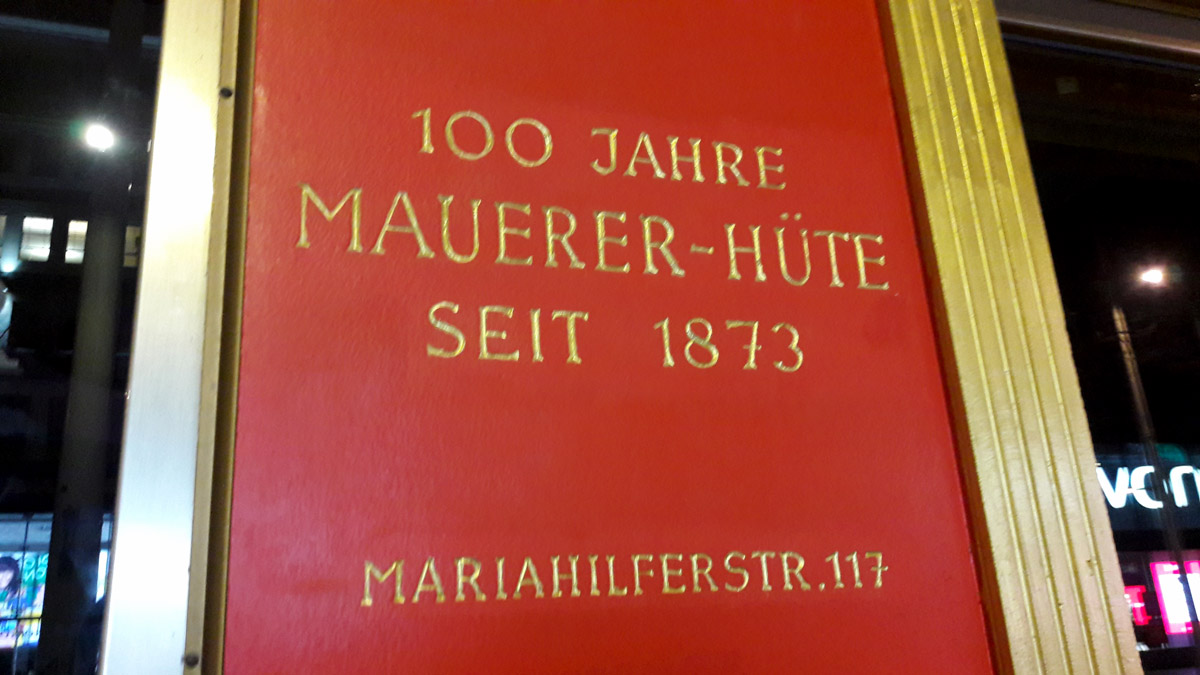 100 JAHRE
MAUERER-HÜTE
SEIT 1873
MARIAHILFERSTR.117